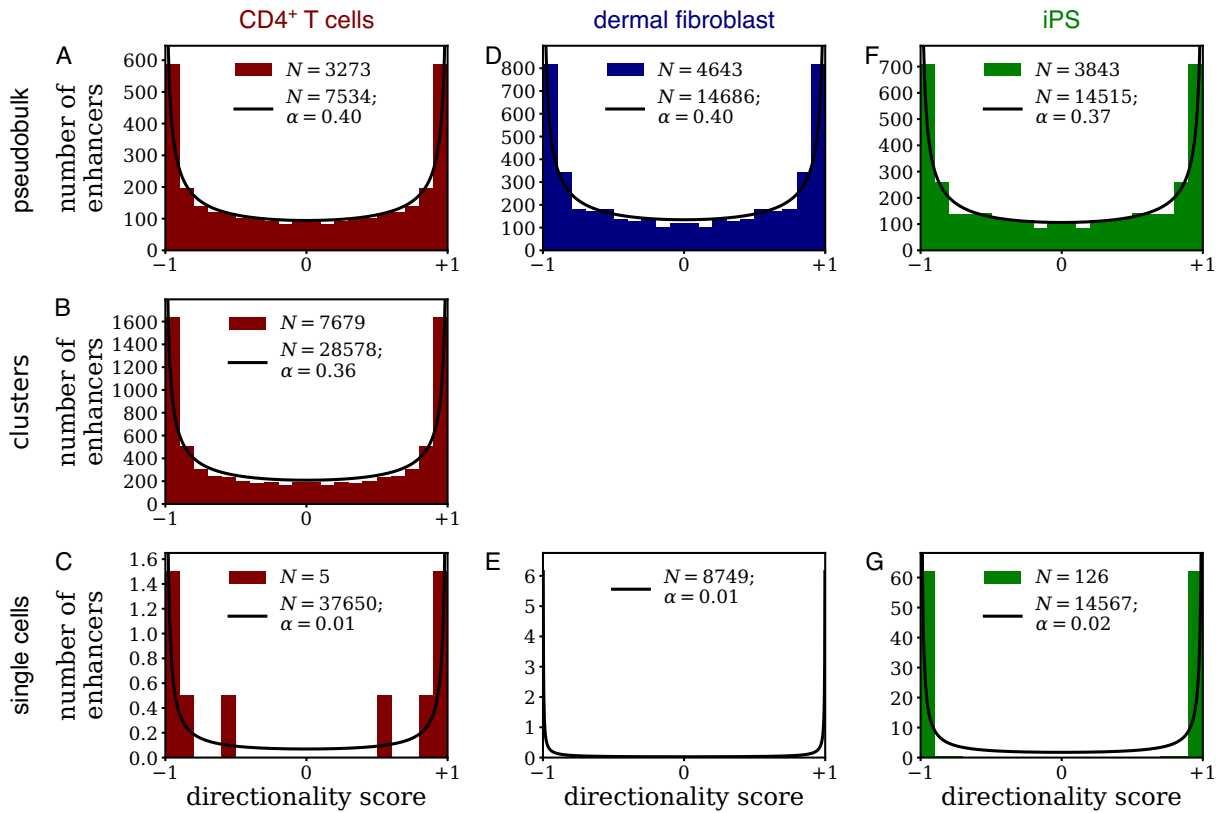 CD4⁺ T cells
dermal fibroblast
iPS
pseudobulk
A
number of
enhancers
600
500
400
300
200
100
0
N = 3273
N = 7534;
α = 0.40
−1
0
+1
D
800
700
600
500
400
300
200
100
0
N = 4643
N = 14686;
α = 0.40
−1
0
+1
F
700
600
500
400
300
200
100
0
N = 3843
N = 14515;
α = 0.37
−1
0
+1
clusters
B
number of
enhancers
1600
1400
1200
1000
800
600
400
200
0
N = 7679
N = 28578;
α = 0.36
−1
0
+1
single cells
C
number of
enhancers
1.6
1.4
1.2
1.0
0.8
0.6
0.4
0.2
0.0
N = 5
N = 37650;
α = 0.01
−1
0
+1
directionality score
E
6
5
4
3
2
1
0
N = 8749;
α = 0.01
−1
0
+1
directionality score
G
60
50
40
30
20
10
0
N = 126
N = 14567;
α = 0.02
−1
0
+1
directionality score